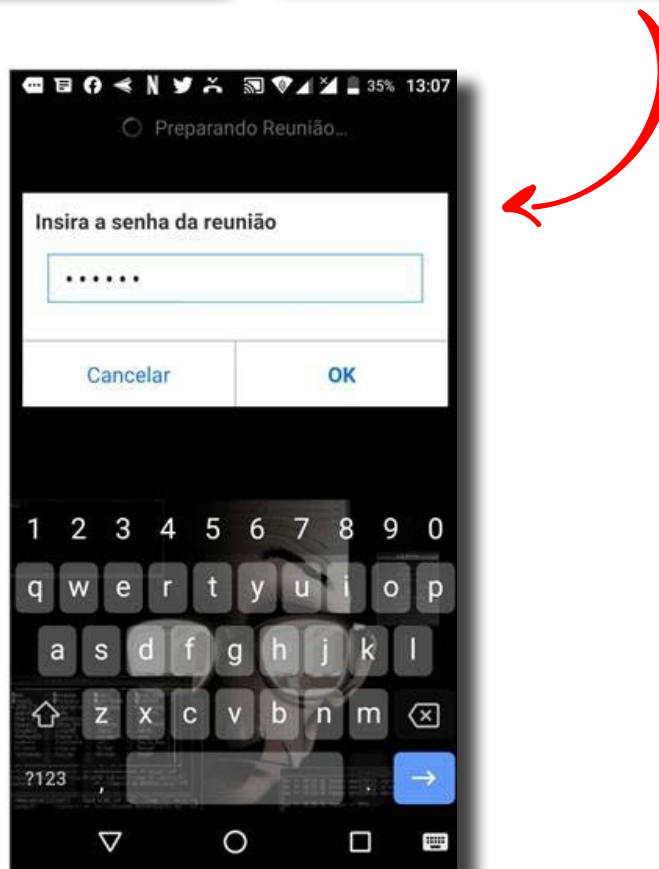 35% 13:07
Preparando Reunião...
Insira a senha da reunião
••••••
Cancelar OK
1 2 3 4 5 6 7 8 9 0
q w e r t y u i o p
a s d f g h j k l
z x c v b n m
?123 , .